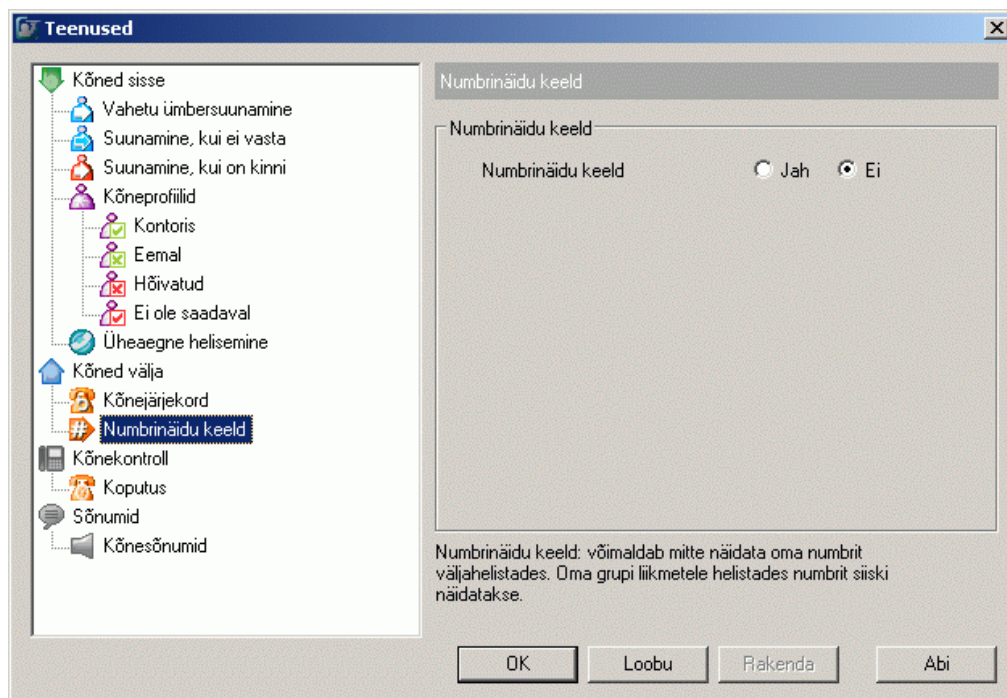 Teenused
Kõned sisse
Vahetu ümbersuunamine
Suunamine, kui ei vasta
Suunamine, kui on kinni
Kõneprofiilid
Kontoris
Eemal
Hõivatud
Ei ole saadaval
Üheaegne helisemine
Kõned välja
Kõnejärjekord
Numbrinäidu keeld
Kõnekontroll
Koputus
Sõnumid
Kõnesõnumid
Numbrinäidu keeld
Numbrinäidu keeld
Numbrinäidu keeld Jah Ei
Numbrinäidu keeld: võimaldab mitte näidata oma numbrit
väljahelistades. Oma grupi liikmetele helistades numbrit siiski
näidatakse.
OK Loobu Rakenda Abi